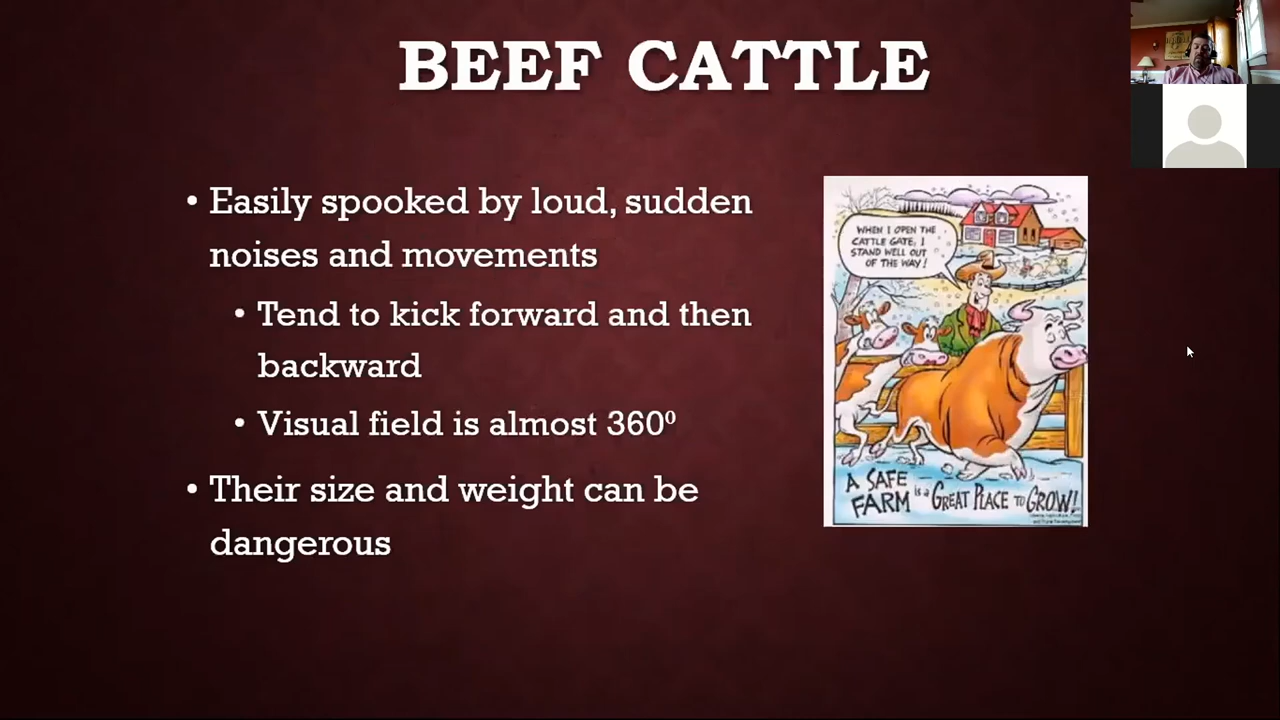 BEEF CATTLE
• Easily spooked by loud, sudden
noises and movements
• Tend to kick forward and then
backward
• Visual field is almost 360⁰
• Their size and weight can be
dangerous
WHEN I OPEN THE
CATTLE GATE, I
STAND WELL OUT
OF THE WAY!
A SAFE
FARM is a GREAT PLACE TO GROW!